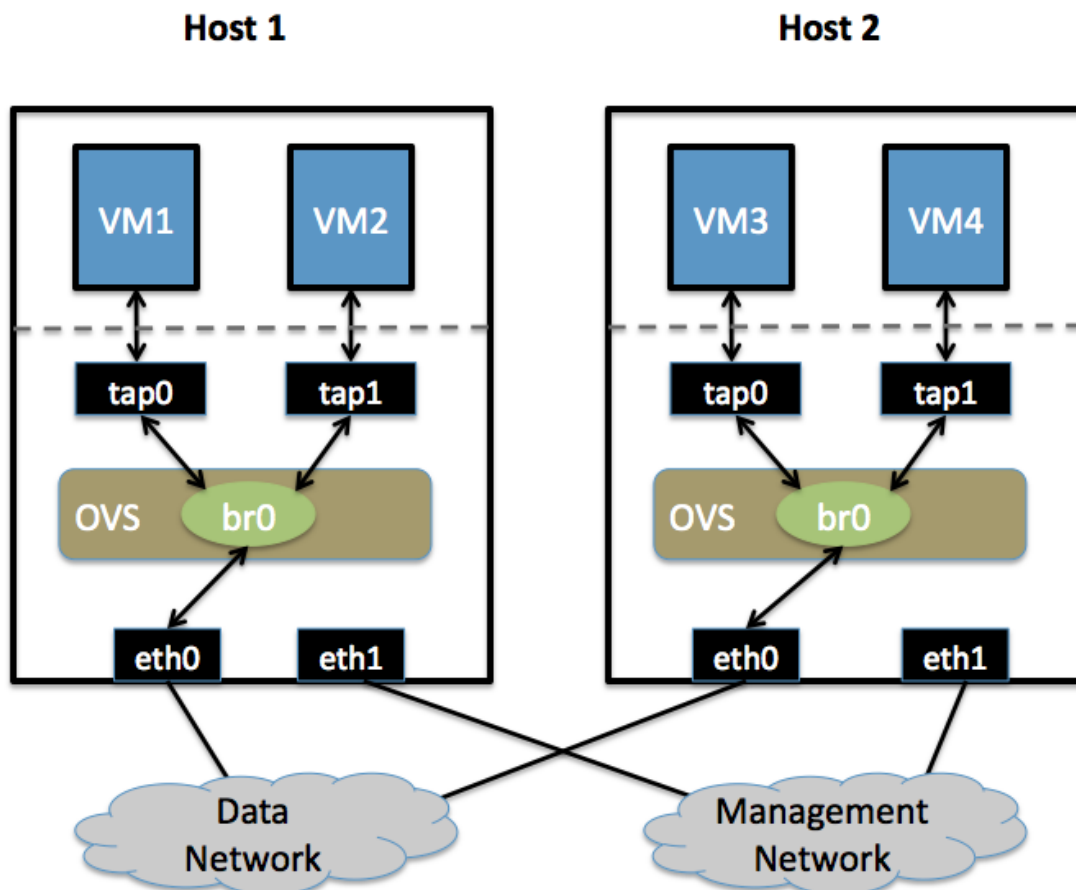 Host 1
Host 2
VM1
VM2
VM3
VM4
tap0
tap1
tap0
tap1
OVS
br0
OVS
br0
eth0
eth1
eth0
eth1
Data
Network
Management
Network